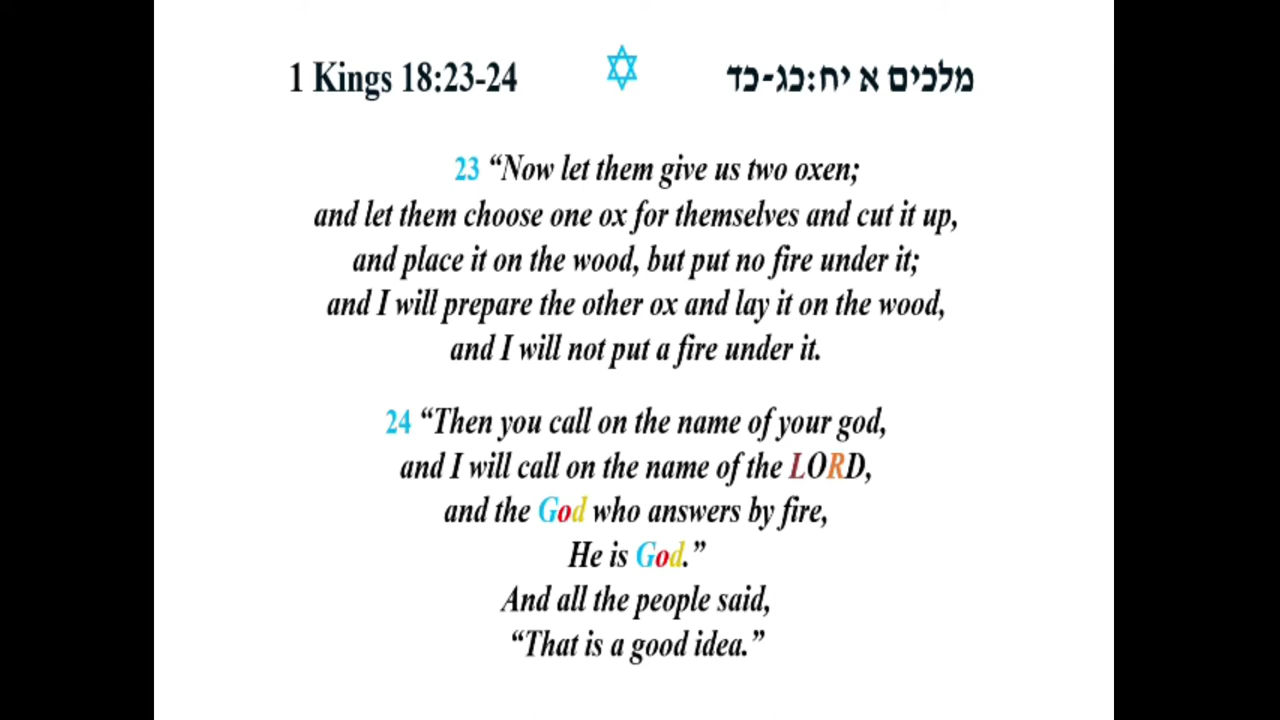 1 Kings 18:23-24 ✡ מלכים א יח:כג-כד
23 “Now let them give us two oxen;
and let them choose one ox for themselves and cut it up,
and place it on the wood, but put no fire under it;
and I will prepare the other ox and lay it on the wood,
and I will not put a fire under it.
24 “Then you call on the name of your god,
and I will call on the name of the LORD,
and the God who answers by fire,
He is God.”
And all the people said,
“That is a good idea.”